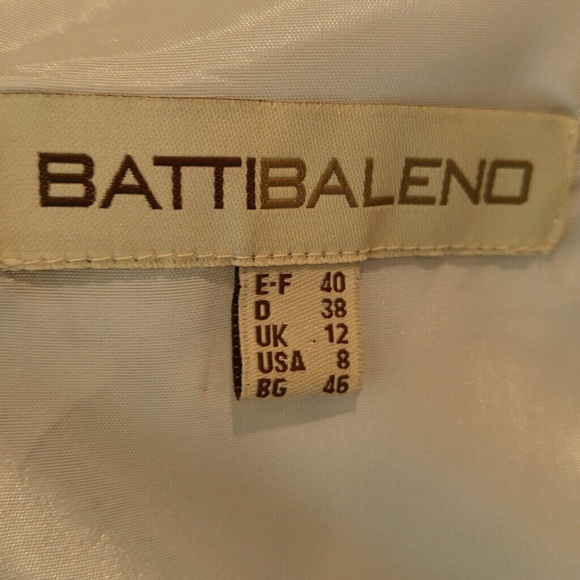 BATTIBALENO
E-F 40
D 38
UK 12
USA 8
BG 46